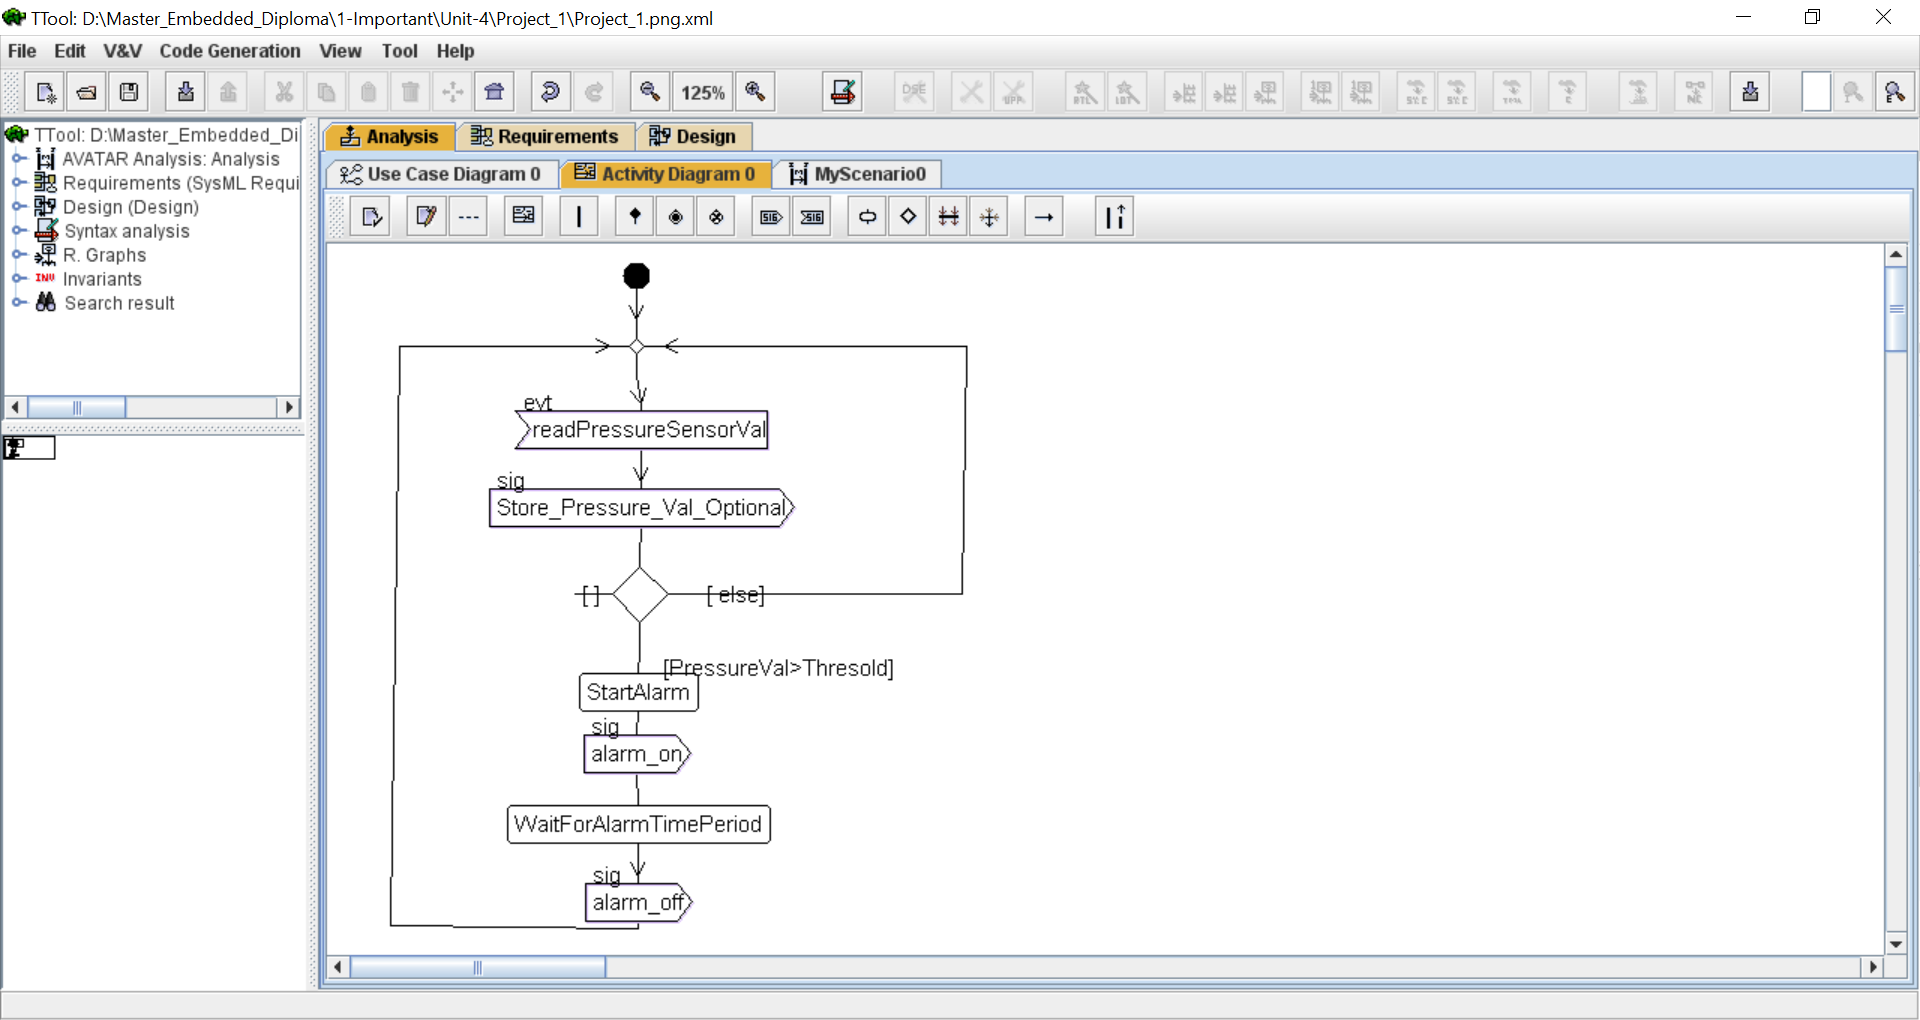 TTool: D:\Master_Embedded_Diploma\1-Important\Unit-4\Project_1\Project_1.png.xml
File Edit V&V Code Generation View Tool Help
125%
TTool: D:\Master_Embedded_Di
AVATAR Analysis: Analysis
Requirements (SysML Requi
Design (Design)
Syntax analysis
R. Graphs
INV Invariants
Search result
Analysis Requirements Design
Use Case Diagram 0 Activity Diagram 0 MyScenario0
SIG SIG
evt
readPressureSensorVal
sig
Store_Pressure_Val_Optional
[ ] [ else]
[PressureVal>Thresold]
StartAlarm
sig
alarm_on
WaitForAlarmTimePeriod
sig
alarm_off